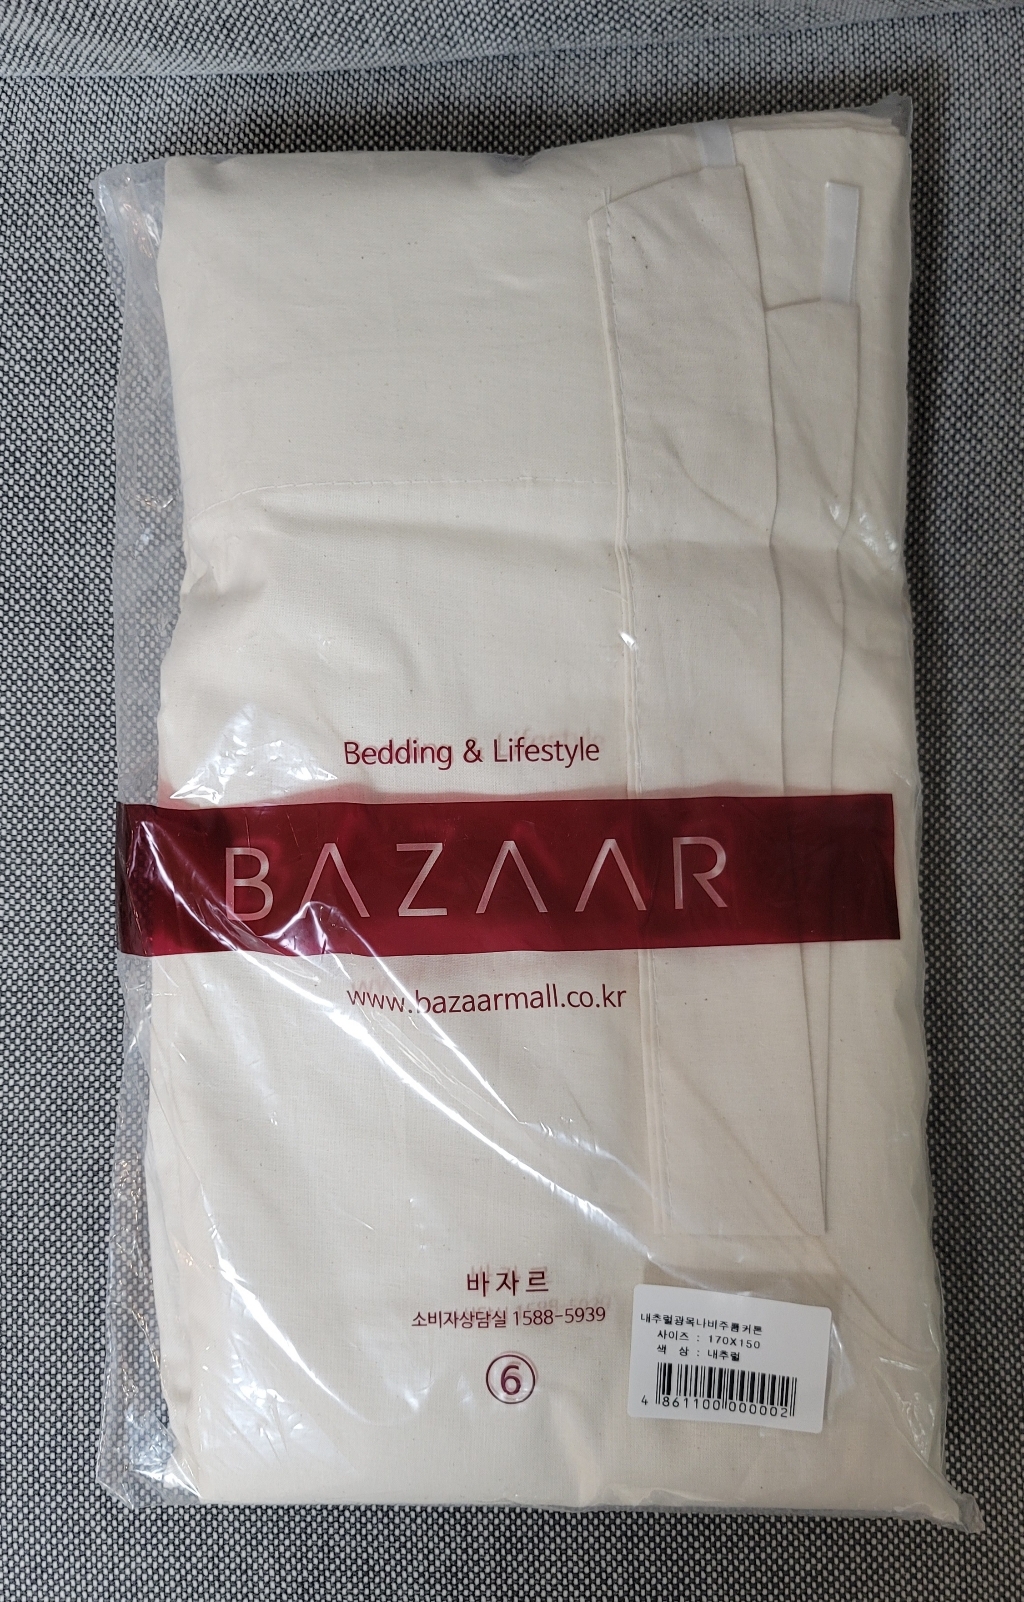 Bedding & Lifestyle
BAZAAR
www.bazaarmall.co.kr
바자르
소비자상담실 1588-5939
6
내추럴광목나비주름커튼
사이즈 : 170X150
색 상 : 내추럴
4 861100 000002